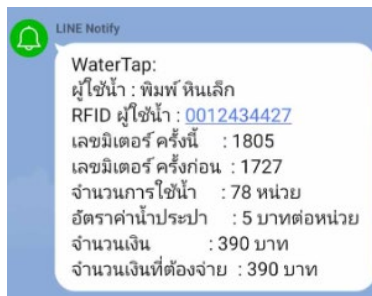 LINE Notify
WaterTap:
ผู้ใช้น้ำ : พิมพ์ หินเล็ก
RFID ผู้ใช้น้ำ : 0012434427
เลขมิเตอร์ ครั้งนี้ : 1805
เลขมิเตอร์ ครั้งก่อน : 1727
จำนวนการใช้น้ำ : 78 หน่วย
อัตราค่าน้ำประปา : 5 บาทต่อหน่วย
จำนวนเงิน : 390 บาท
จำนวนเงินที่ต้องจ่าย : 390 บาท